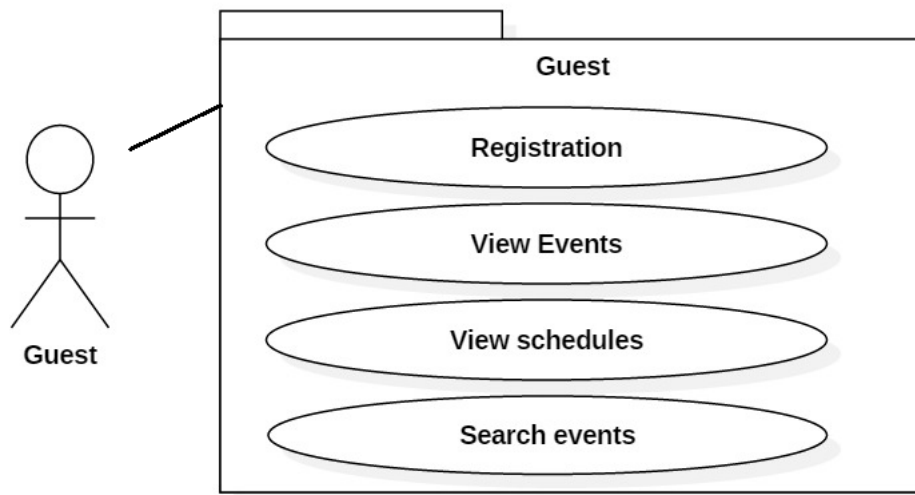 Guest
Registration
View Events
View schedules
Search events
Guest